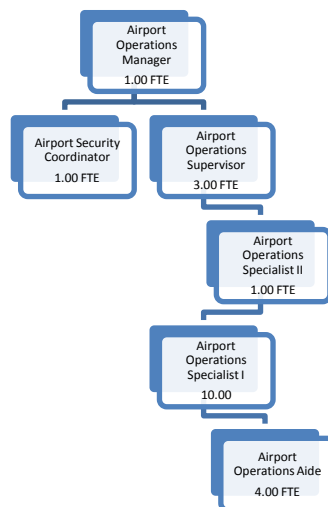 Airport
Operations
Manager
1.00 FTE
Airport Security
Coordinator
1.00 FTE
Airport
Operations
Supervisor
3.00 FTE
Airport
Operations
Specialist II
1.00 FTE
Airport
Operations
Specialist I
10.00
Airport
Operations Aide
4.00 FTE